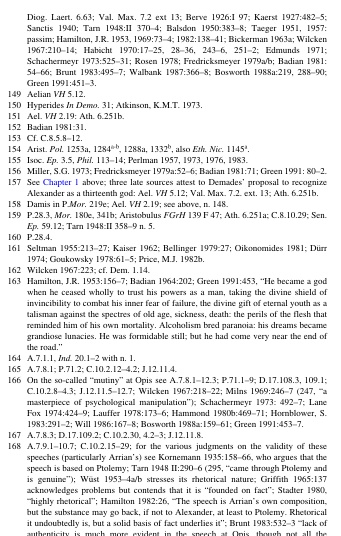 Diog. Laert. 6.63; Val. Max. 7.2 ext 13; Berve 1926:I 97; Kaerst 1927:482–5;
Sanctis 1940; Tarn 1948:II 370–4; Balsdon 1950:383–8; Taeger 1951, 1957:
passim; Hamilton, J.R. 1953, 1969:73–4; 1982:138–41; Bickerman 1963a; Wilcken
1967:210–14; Habicht 1970:17–25, 28–36, 243–6, 251–2; Edmunds 1971;
Schachermeyr 1973:525–31; Rosen 1978; Fredricksmeyer 1979a/b; Badian 1981:
54–66; Brunt 1983:495–7; Walbank 1987:366–8; Bosworth 1988a:219, 288–90;
Green 1991:451–3.
149 Aelian VH 5.12.
150 Hyperides In Demo. 31; Atkinson, K.M.T. 1973.
151 Ael. VH 2.19: Ath. 6.251b.
152 Badian 1981:31.
153 Cf. C.8.5.8–12.
154 Arist. Pol. 1253a, 1284a-b, 1288a, 1332b, also Eth. Nic. 1145a.
155 Isoc. Ep. 3.5, Phil. 113–14; Perlman 1957, 1973, 1976, 1983.
156 Miller, S.G. 1973; Fredricksmeyer 1979a:52–6; Badian 1981:71; Green 1991: 80–2.
157 See Chapter 1 above; three late sources attest to Demades' proposal to recognize
Alexander as a thirteenth god: Ael. VH 5.12; Val. Max. 7.2. ext. 13; Ath. 6.251b.
158 Damis in P.Mor. 219e; Ael. VH 2.19; see above, n. 148.
159 P.28.3, Mor. 180e, 341b; Aristobulus FGrH 139 F 47; Ath. 6.251a; C.8.10.29; Sen.
Ep. 59.12; Tarn 1948:II 358–9 n. 5.
160 P.28.4.
161 Seltman 1955:213–27; Kaiser 1962; Bellinger 1979:27; Oikonomides 1981; Dürr
1974; Goukowsky 1978:61–5; Price, M.J. 1982b.
162 Wilcken 1967:223; cf. Dem. 1.14.
163 Hamilton, J.R. 1953:156–7; Badian 1964:202; Green 1991:453, “He became a god
when he ceased wholly to trust his powers as a man, taking the divine shield of
invincibility to combat his inner fear of failure, the divine gift of eternal youth as a
talisman against the spectres of old age, sickness, death: the perils of the flesh that
reminded him of his own mortality. Alcoholism bred paranoia: his dreams became
grandiose lunacies. He was formidable still; but he had come very near the end of
the road.”
164 A.7.1.1, Ind. 20.1–2 with n. 1.
165 A.7.8.1; P.71.2; C.10.2.12–4.2; J.12.11.4.
166 On the so-called “mutiny” at Opis see A.7.8.1–12.3; P.71.1–9; D.17.108.3, 109.1;
C.10.2.8–4.3; J.12.11.5–12.7; Wilcken 1967:218–22; Milns 1969:246–7 (247, “a
masterpiece of psychological manipulation”); Schachermeyr 1973: 492–7; Lane
Fox 1974:424–9; Lauffer 1978:173–6; Hammond 1980b:469–71; Hornblower, S.
1983:291–2; Will 1986:167–8; Bosworth 1988a:159–61; Green 1991:453–7.
167 A.7.8.3; D.17.109.2; C.10.2.30, 4.2–3; J.12.11.8.
168 A.7.9.1–10.7; C.10.2.15–29; for the various judgments on the validity of these
speeches (particularly Arrian's) see Kornemann 1935:158–66, who argues that the
speech is based on Ptolemy; Tarn 1948 II:290–6 (295, “came through Ptolemy and
is genuine”); Wüst 1953–4a/b stresses its rhetorical nature; Griffith 1965:137
acknowledges problems but contends that it is “founded on fact”; Stadter 1980,
“highly rhetorical”; Hamilton 1982:26, “The speech is Arrian's own composition,
but the substance may go back, if not to Alexander, at least to Ptolemy. Rhetorical
it undoubtedly is, but a solid basis of fact underlies it”; Brunt 1983:532–3 “lack of
authenticity is much more evident in the speech at Opis, though not all the